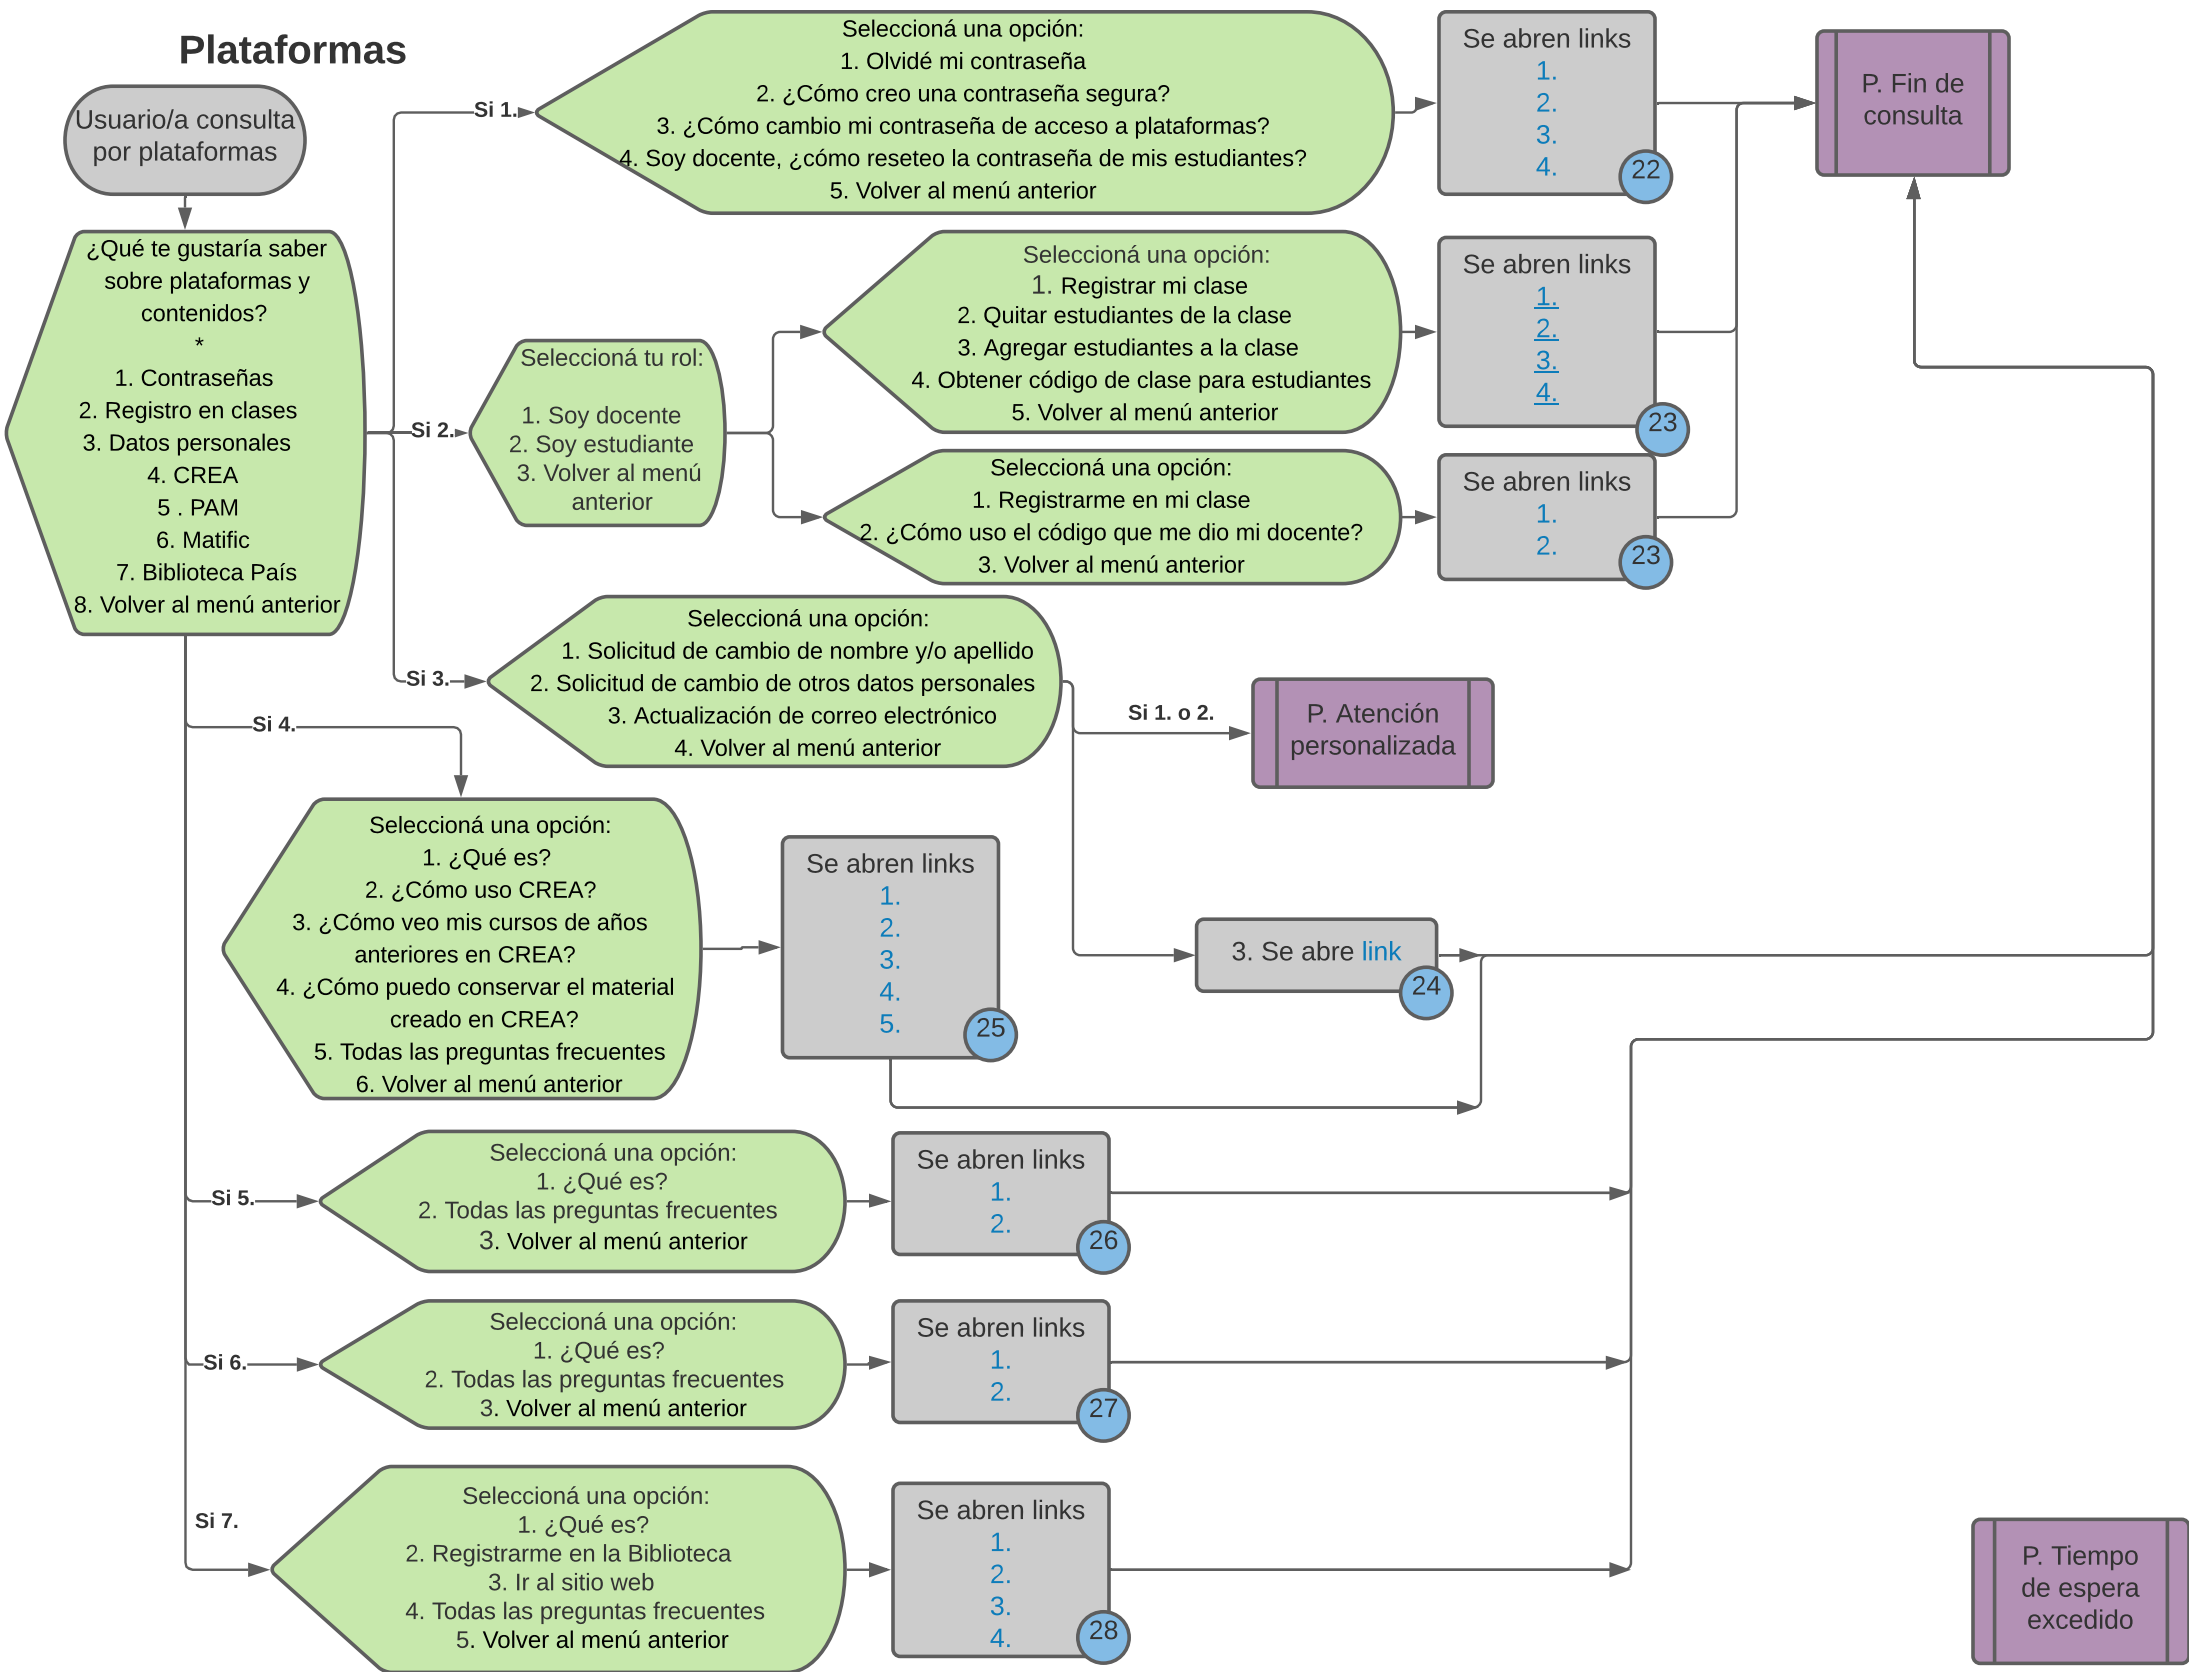 Plataformas
Usuario/a consulta
por plataformas
¿Qué te gustaría saber
sobre plataformas y
contenidos?
*
1. Contraseñas
2. Registro en clases
3. Datos personales
4. CREA
5 . PAM
6. Matific
7. Biblioteca País
8. Volver al menú anterior
Si 1.
Seleccioná una opción:
1. Olvidé mi contraseña
2. ¿Cómo creo una contraseña segura?
3. ¿Cómo cambio mi contraseña de acceso a plataformas?
4. Soy docente, ¿cómo reseteo la contraseña de mis estudiantes?
5. Volver al menú anterior
Se abren links
1.
2.
3.
4.
22
P. Fin de
consulta
Si 2.
Seleccioná tu rol:
1. Soy docente
2. Soy estudiante
3. Volver al menú
anterior
Seleccioná una opción:
1. Registrar mi clase
2. Quitar estudiantes de la clase
3. Agregar estudiantes a la clase
4. Obtener código de clase para estudiantes
5. Volver al menú anterior
Se abren links
1.
2.
3.
4.
23
Seleccioná una opción:
1. Registrarme en mi clase
2. ¿Cómo uso el código que me dio mi docente?
3. Volver al menú anterior
Se abren links
1.
2.
23
Si 3.
Seleccioná una opción:
1. Solicitud de cambio de nombre y/o apellido
2. Solicitud de cambio de otros datos personales
3. Actualización de correo electrónico
4. Volver al menú anterior
Si 1. o 2.
P. Atención
personalizada
3. Se abre link
24
Si 4.
Seleccioná una opción:
1. ¿Qué es?
2. ¿Cómo uso CREA?
3. ¿Cómo veo mis cursos de años
anteriores en CREA?
4. ¿Cómo puedo conservar el material
creado en CREA?
5. Todas las preguntas frecuentes
6. Volver al menú anterior
Se abren links
1.
2.
3.
4.
5.
25
Si 5.
Seleccioná una opción:
1. ¿Qué es?
2. Todas las preguntas frecuentes
3. Volver al menú anterior
Se abren links
1.
2.
26
Si 6.
Seleccioná una opción:
1. ¿Qué es?
2. Todas las preguntas frecuentes
3. Volver al menú anterior
Se abren links
1.
2.
27
Si 7.
Seleccioná una opción:
1. ¿Qué es?
2. Registrarme en la Biblioteca
3. Ir al sitio web
4. Todas las preguntas frecuentes
5. Volver al menú anterior
Se abren links
1.
2.
3.
4.
28
P. Tiempo
de espera
excedido